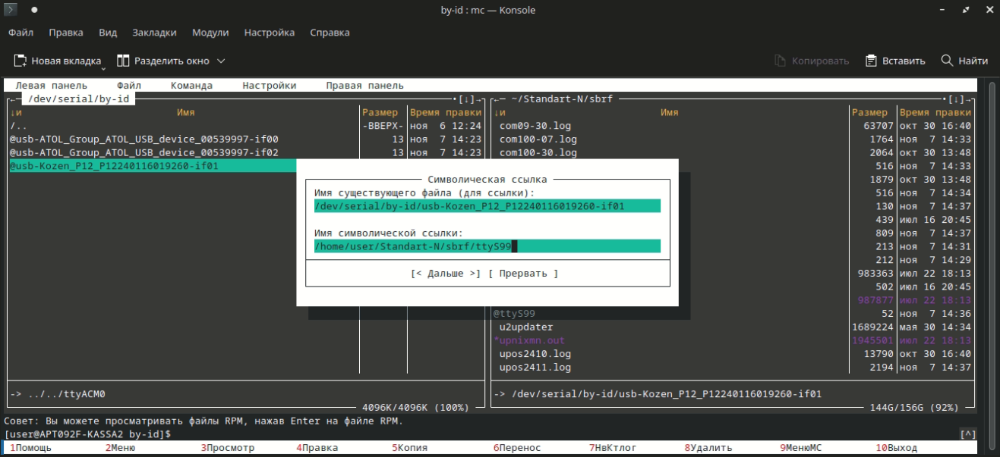 by-id : mc — Konsole
Файл Правка Вид Закладки Модули Настройка Справка
Новая вкладка Разделить окно Копировать Вставить Найти
Левая панель Файл Команда Настройки Правая панель
/dev/serial/by-id •[↓] ~/Standart-N/sbrf •[↓]
↓и Имя Размер Время правки ↓и Имя Размер Время правки
/.. -ВВЕРХ- ноя 6 12:24 com09-30.log 63707 окт 30 16:40
@usb-ATOL_Group_ATOL_USB_device_00539997-if00 13 ноя 7 14:23 com100-07.log 1764 ноя 7 14:33
@usb-ATOL_Group_ATOL_USB_device_00539997-if02 13 ноя 7 14:23 com100-30.log 2064 окт 30 13:48
@usb-Kozen_P12_P12240116019260-if01 516 ноя 7 14:33
Символическая ссылка 1879 окт 30 13:48
Имя существующего файла (для ссылки): 516 ноя 7 14:34
/dev/serial/by-id/usb-Kozen_P12_P12240116019260-if01 130 ноя 7 14:37
439 июл 16 20:45
Имя символической ссылки: 809 ноя 7 14:37
/home/user/Standart-N/sbrf/ttyS99 213 ноя 7 14:31
212 ноя 7 14:29
[< Дальше >] [ Прервать ] 983363 июл 22 18:13
502 июл 16 20:45
987877 июл 22 18:13
@ttyS99 52 ноя 7 14:36
u2updater 1689224 мая 30 14:34
*upnixmn.out 1945501 июл 22 18:13
upos2410.log 13790 окт 30 16:40
upos2411.log 2194 ноя 7 14:37
-> ../../ttyACM0 -> /dev/serial/by-id/usb-Kozen_P12_P12240116019260-if01
4096K/4096K (100%) 144G/156G (92%)
Совет: Вы можете просматривать файлы RPM, нажав Enter на файле RPM.
[user@APT092F-KASSA2 by-id]$ [^]
1Помощь 2Меню 3Просмотр 4Правка 5Копия 6Перенос 7НвКтлог 8Удалить 9МенюМС 10Выход